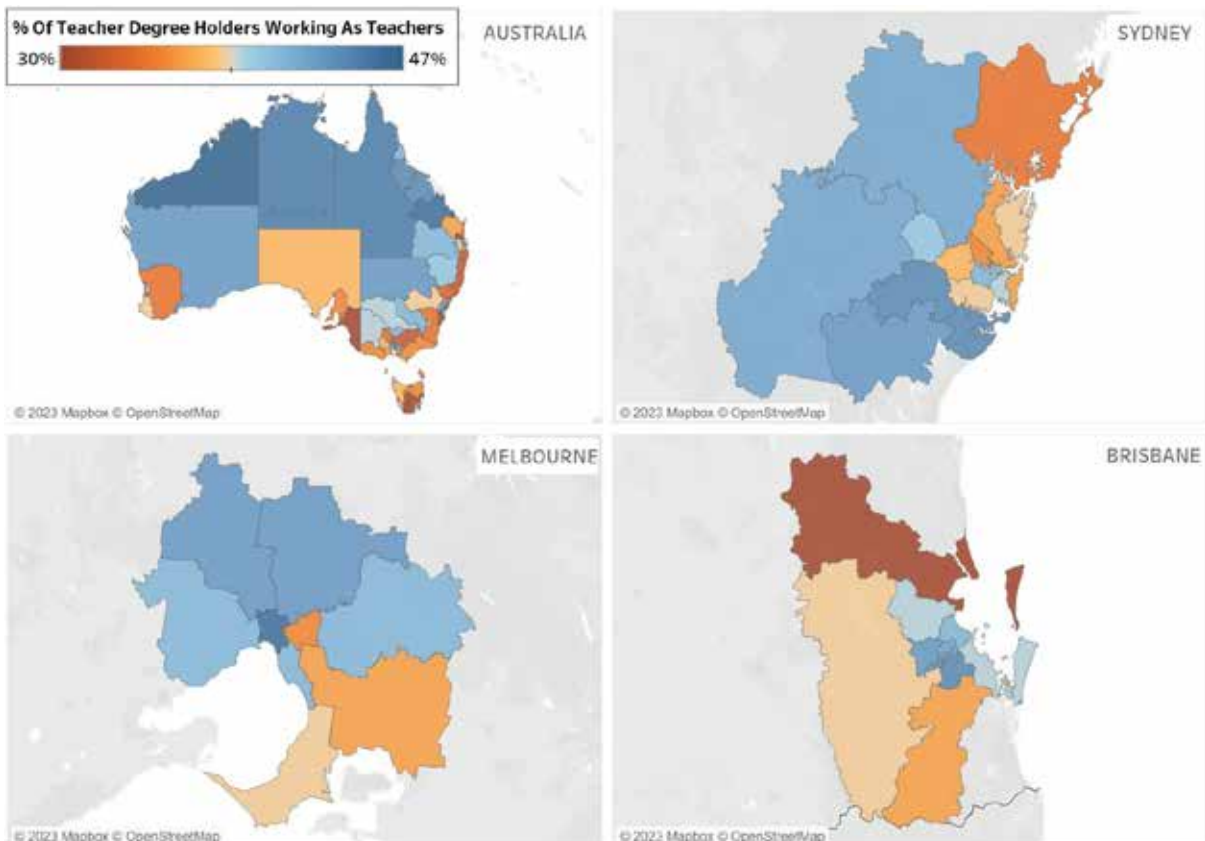 % Of Teacher Degree Holders Working As Teachers
30%
47%
AUSTRALIA
© 2023 Mapbox © OpenStreetMap
SYDNEY
© 2023 Mapbox © OpenStreetMap
MELBOURNE
© 2023 Mapbox © OpenStreetMap
BRISBANE
© 2023 Mapbox © OpenStreetMap